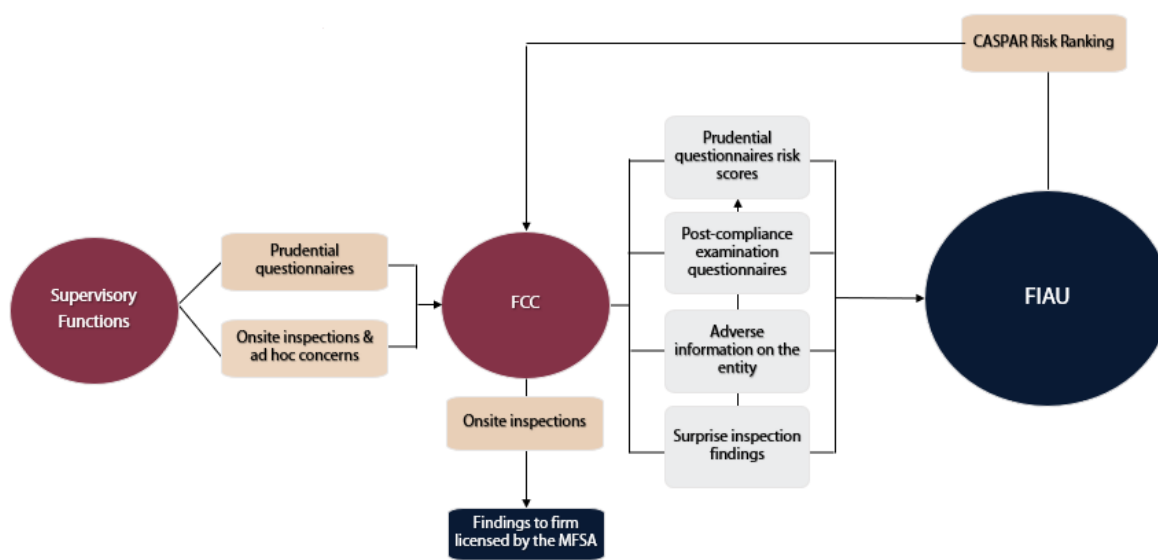 CASPAR Risk Ranking
Prudential
questionnaires risk
scores
Post-compliance
examination
questionnaires
Adverse
information on the
entity
Surprise inspection
findings
Supervisory
Functions
Prudential
questionnaires
Onsite inspections &
ad hoc concerns
FCC
FIAU
Onsite inspections
Findings to firm
licensed by the MFSA